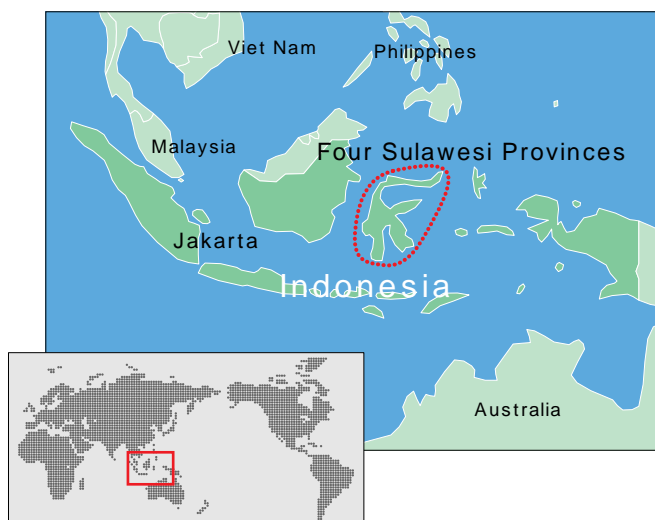 Viet Nam
Philippines
Malaysia
Four Sulawesi Provinces
Jakarta
Indonesia
Australia